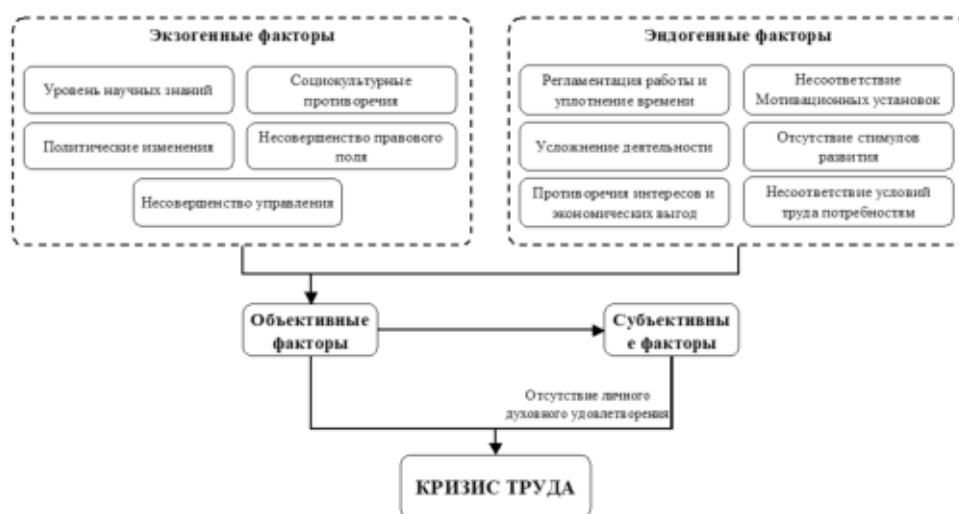 Экзогенные факторы
Уровень научных знаний
Социокультурные
противоречия
Политические изменения
Несовершенство правового
поля
Несовершенство управления
Эндогенные факторы
Регламентация работы и
уплотнение времени
Несоответствие
Мотивационных установок
Усложнение деятельности
Отсутствие стимулов
развития
Противоречия интересов и
экономических выгод
Несоответствие условий
труда потребностям
Объективные
факторы
Субъективны
е факторы
Отсутствие личного
духовного удовлетворения
КРИЗИС ТРУДА